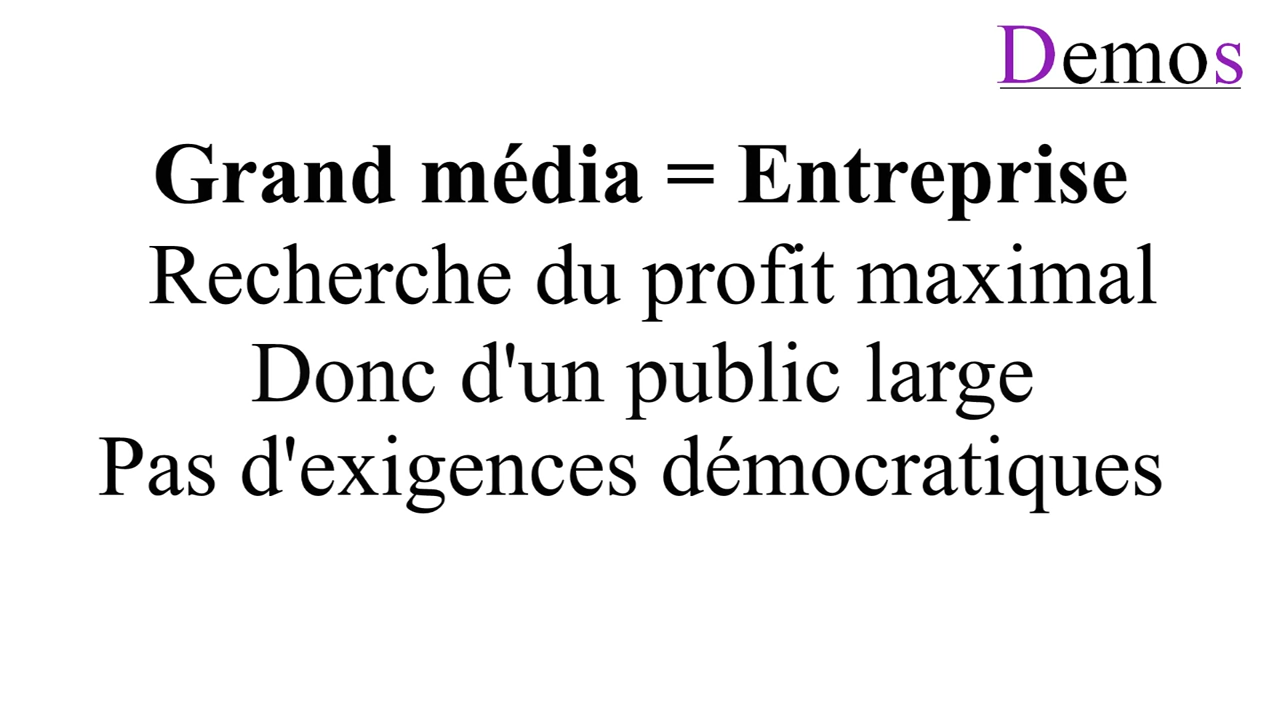 Demos
Grand média = Entreprise
Recherche du profit maximal
Donc d'un public large
Pas d'exigences démocratiques